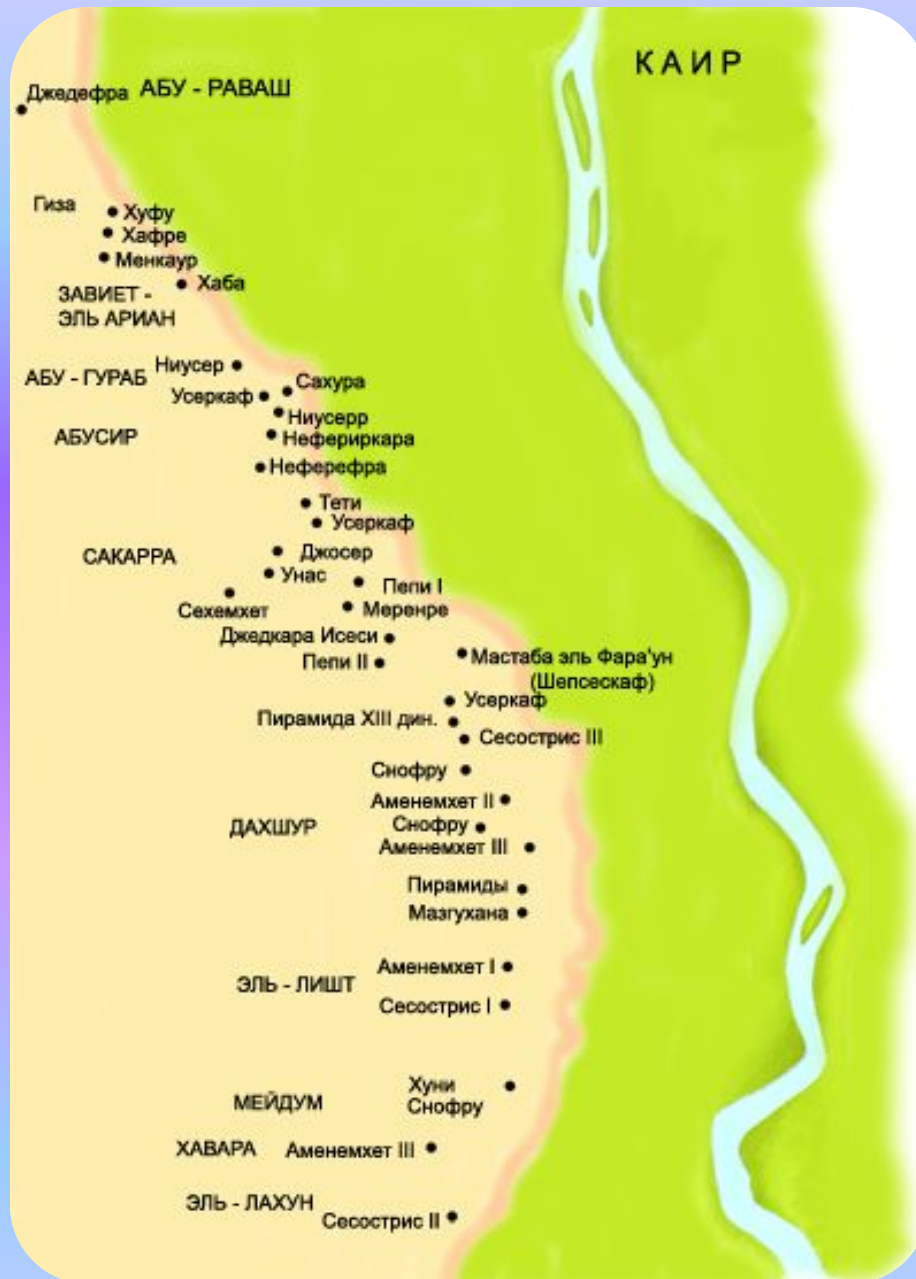 КАИР
Джедефра АБУ - РАВАШ
Гиза
Хуфу
Хафре
Менкаур
Хаба
ЗАВИЕТ -
ЭЛЬ АРИАН
Ниусер
АБУ - ГУРАБ
Сахура
Усеркаф
Ниусерр
АБУСИР
Нефериркара
Неферефра
Тети
Усеркаф
САКАРРА
Джосер
Унас
Пепи I
Сехемхет
Меренре
Джедкара Исеси
Пепи II
Мастаба эль Фара'ун
(Шепсескаф)
Усеркаф
Пирамида XIII дин.
Сесострис III
Снофру
Аменемхет II
ДАХШУР
Снофру
Аменемхет III
Пирамиды
Мазгухана
Аменемхет I
ЭЛЬ - ЛИШТ
Сесострис I
Хуни
МЕЙДУМ
Снофру
ХАВАРА Аменемхет III
ЭЛЬ - ЛАХУН
Сесострис II